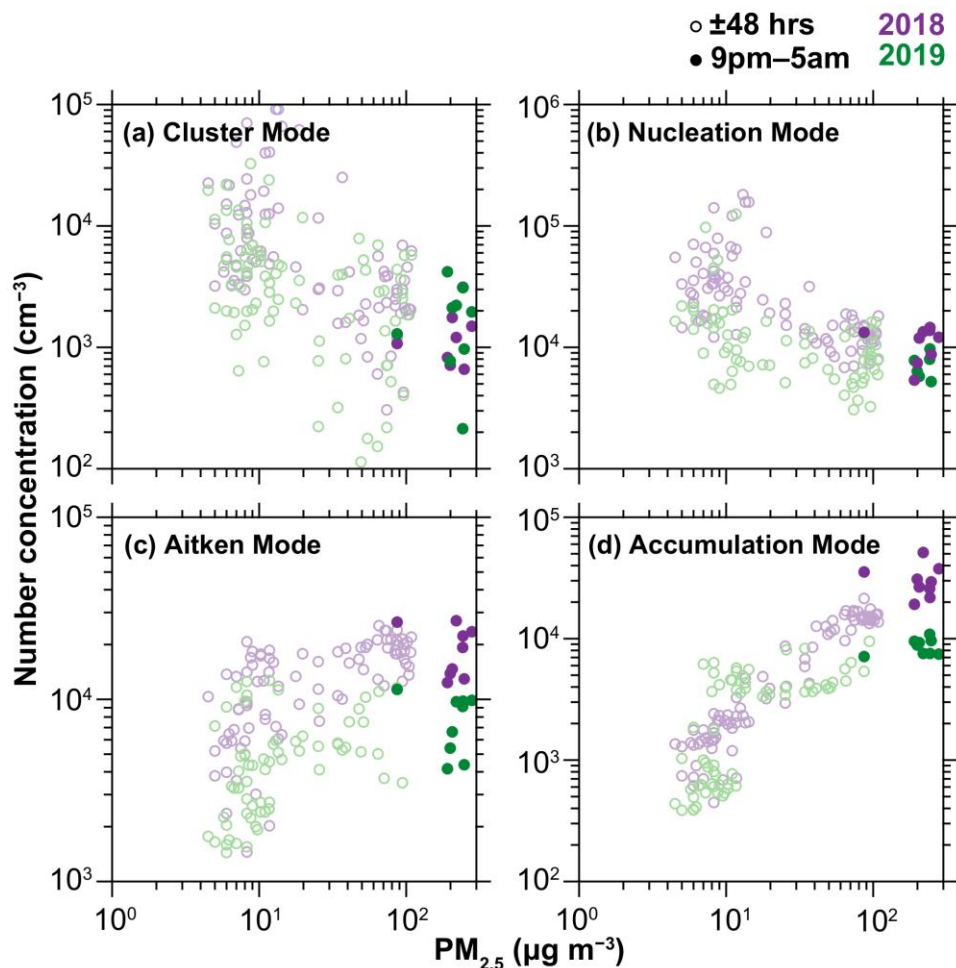 ±48 hrs 2018
9pm–5am 2019
(a) Cluster Mode
(b) Nucleation Mode
(c) Aitken Mode
(d) Accumulation Mode
Number concentration (cm⁻³)
10⁵
10⁴
10³
10²
10⁶
10⁵
10⁴
10³
10⁵
10⁴
10³
10⁵
10⁴
10³
10²
10⁰ 10¹ 10² 10⁰ 10¹ 10²
PM₂.₅ (µg m⁻³)